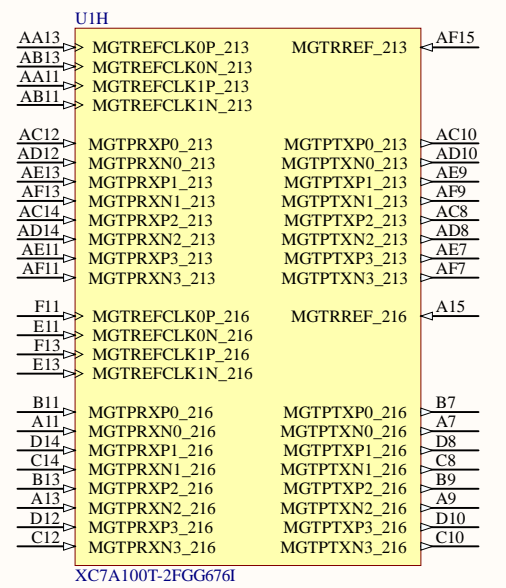 U1H
AA13 MGTREFCLK0P_213 MGTRREF_213 AF15
AB13 MGTREFCLK0N_213
AA11 MGTREFCLK1P_213
AB11 MGTREFCLK1N_213
AC12 MGTPRXP0_213 MGTPTXP0_213 AC10
AD12 MGTPRXN0_213 MGTPTXN0_213 AD10
AE13 MGTPRXP1_213 MGTPTXP1_213 AE9
AF13 MGTPRXN1_213 MGTPTXN1_213 AF9
AC14 MGTPRXP2_213 MGTPTXP2_213 AC8
AD14 MGTPRXN2_213 MGTPTXN2_213 AD8
AE11 MGTPRXP3_213 MGTPTXP3_213 AE7
AF11 MGTPRXN3_213 MGTPTXN3_213 AF7
F11 MGTREFCLK0P_216 MGTRREF_216 A15
E11 MGTREFCLK0N_216
F13 MGTREFCLK1P_216
E13 MGTREFCLK1N_216
B11 MGTPRXP0_216 MGTPTXP0_216 B7
A11 MGTPRXN0_216 MGTPTXN0_216 A7
D14 MGTPRXP1_216 MGTPTXP1_216 D8
C14 MGTPRXN1_216 MGTPTXN1_216 C8
B13 MGTPRXP2_216 MGTPTXP2_216 B9
A13 MGTPRXN2_216 MGTPTXN2_216 A9
D12 MGTPRXP3_216 MGTPTXP3_216 D10
C12 MGTPRXN3_216 MGTPTXN3_216 C10
XC7A100T-2FGG676I